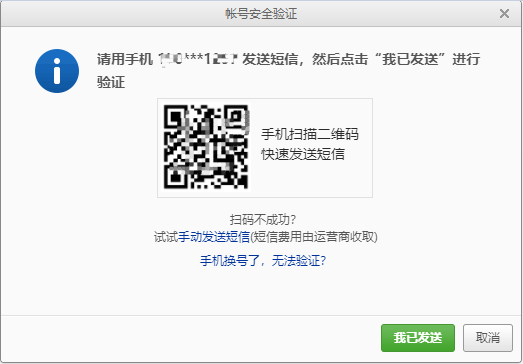 帐号安全验证
请用手机 1 0***12 7 发送短信，然后点击“我已发送”进行
验证
手机扫描二维码
快速发送短信
扫码不成功？
试试手动发送短信(短信费用由运营商收取)
手机换号了，无法验证？
我已发送
取消